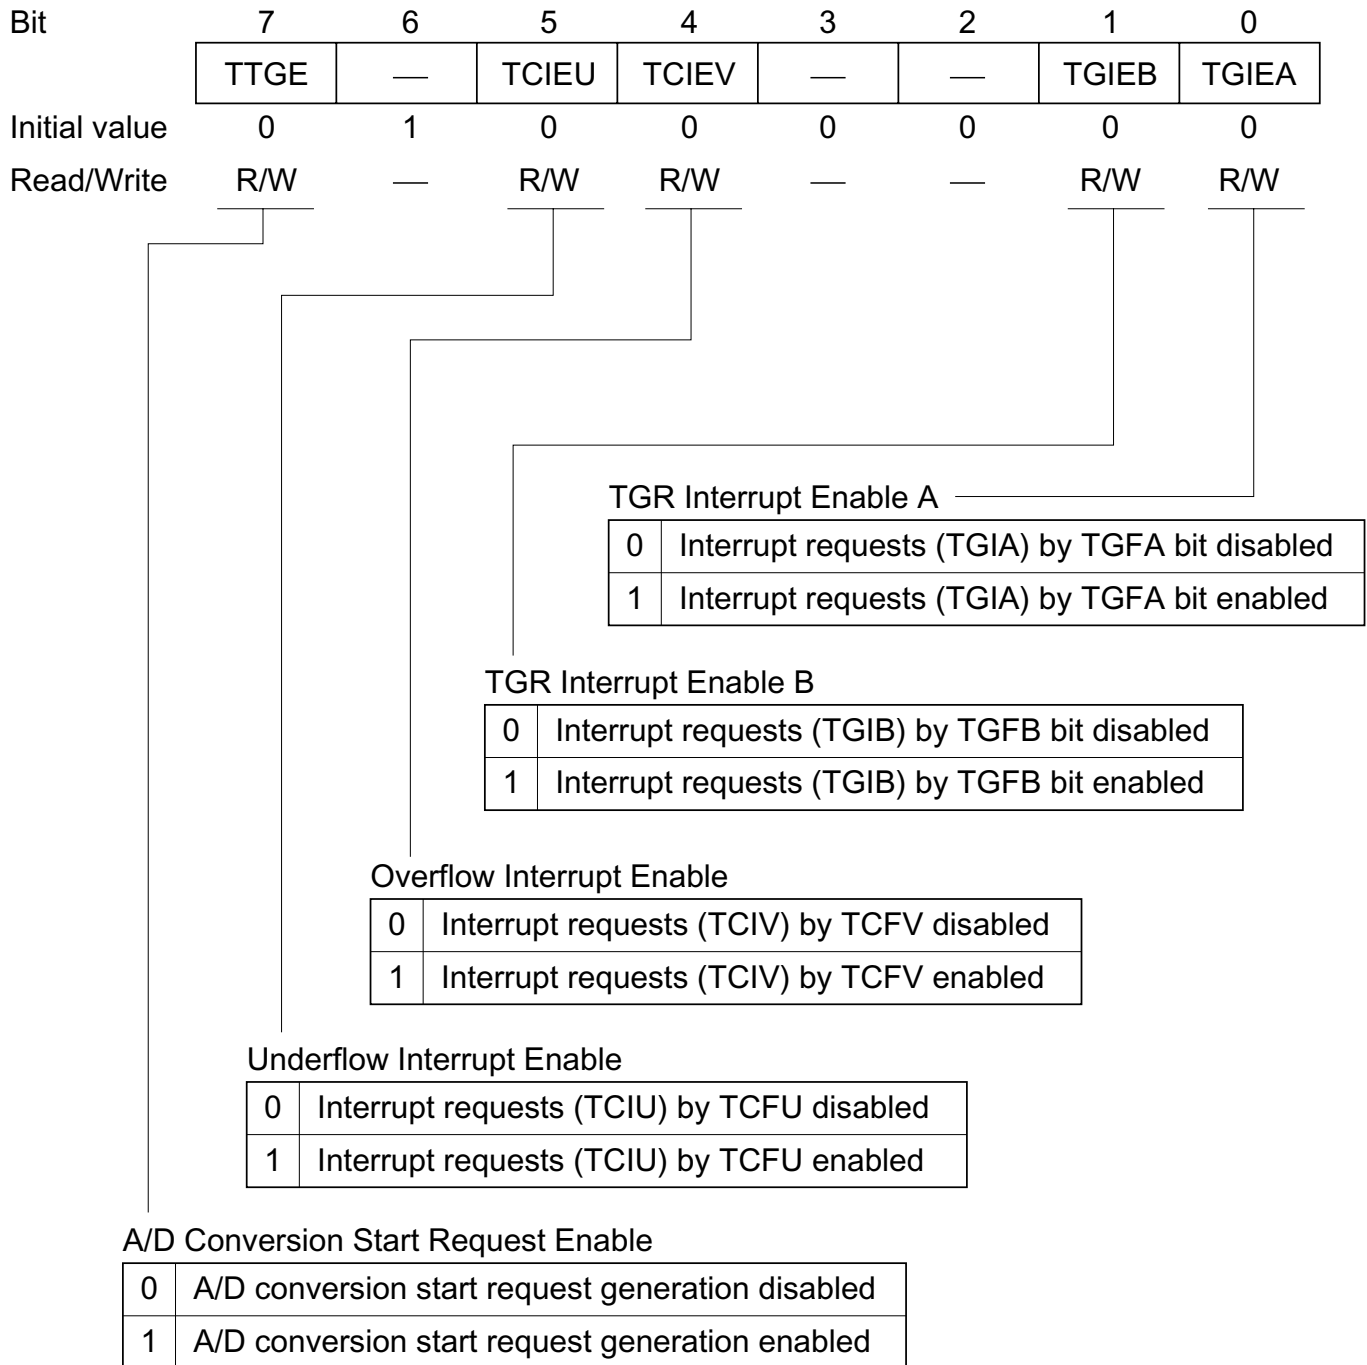 Bit 7 6 5 4 3 2 1 0
TTGE — TCIEU TCIEV — — TGIEB TGIEA
Initial value 0 1 0 0 0 0 0 0
Read/Write R/W — R/W R/W — — R/W R/W
TGR Interrupt Enable A
0 Interrupt requests (TGIA) by TGFA bit disabled
1 Interrupt requests (TGIA) by TGFA bit enabled
TGR Interrupt Enable B
0 Interrupt requests (TGIB) by TGFB bit disabled
1 Interrupt requests (TGIB) by TGFB bit enabled
Overflow Interrupt Enable
0 Interrupt requests (TCIV) by TCFV disabled
1 Interrupt requests (TCIV) by TCFV enabled
Underflow Interrupt Enable
0 Interrupt requests (TCIU) by TCFU disabled
1 Interrupt requests (TCIU) by TCFU enabled
A/D Conversion Start Request Enable
0 A/D conversion start request generation disabled
1 A/D conversion start request generation enabled